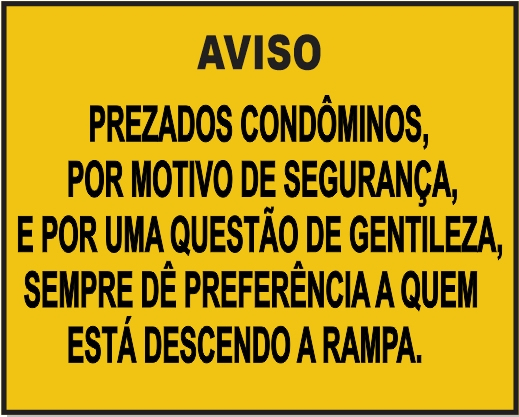 AVISO
PREZADOS CONDÔMINOS,
POR MOTIVO DE SEGURANÇA,
E POR UMA QUESTÃO DE GENTILEZA,
SEMPRE DÊ PREFERÊNCIA A QUEM
ESTÁ DESCENDO A RAMPA.